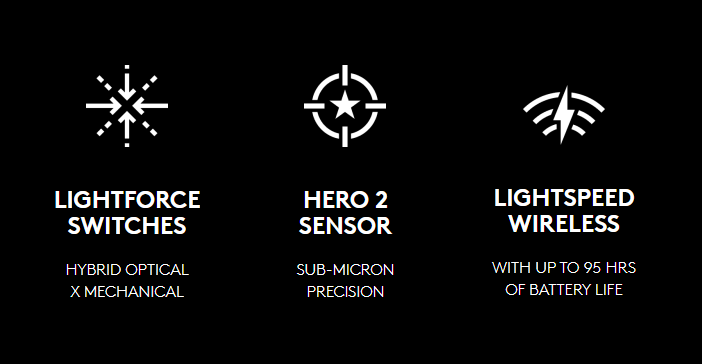 LIGHTFORCE
SWITCHES
HYBRID OPTICAL
X MECHANICAL
HERO 2
SENSOR
SUB-MICRON
PRECISION
LIGHTSPEED
WIRELESS
WITH UP TO 95 HRS
OF BATTERY LIFE